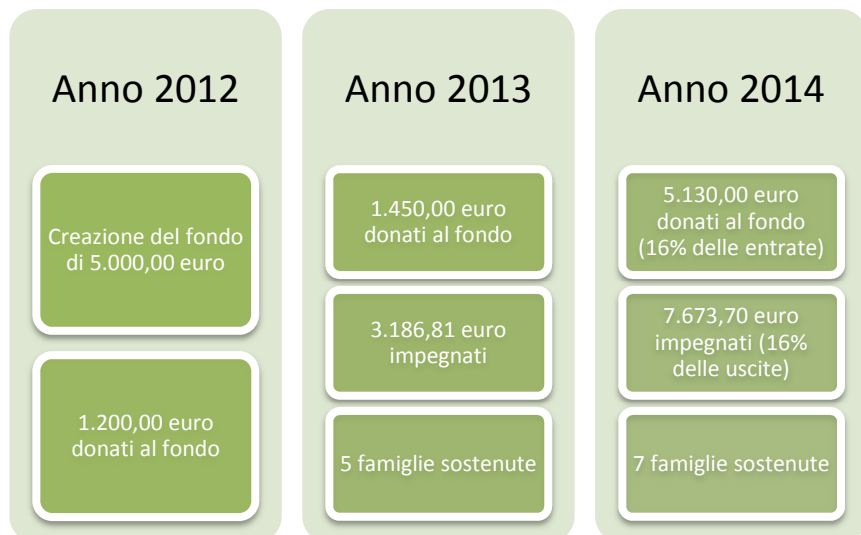 Anno 2012
Creazione del fondo
di 5.000,00 euro
1.200,00 euro
donati al fondo
Anno 2013
1.450,00 euro
donati al fondo
3.186,81 euro
impegnati
5 famiglie sostenute
Anno 2014
5.130,00 euro
donati al fondo
(16% delle entrate)
7.673,70 euro
impegnati (16%
delle uscite)
7 famiglie sostenute